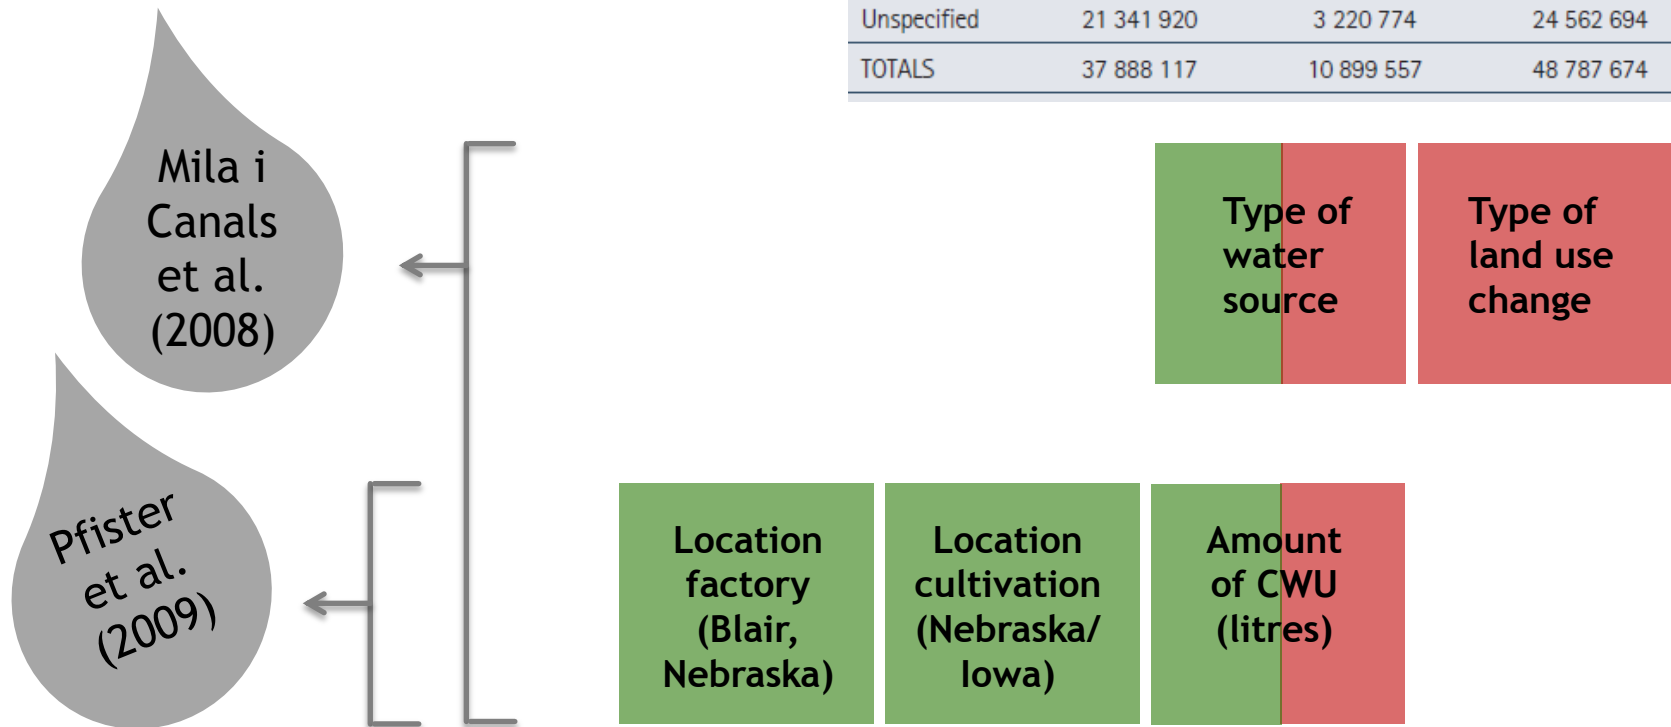 Unspecified 21 341 920 3 220 774 24 562 694
TOTALS 37 888 117 10 899 557 48 787 674
Mila i
Canals
et al.
(2008)
Type of
water
source
Type of
land use
change
Pfister
et al.
(2009)
Location
factory
(Blair,
Nebraska)
Location
cultivation
(Nebraska/
Iowa)
Amount
of CWU
(litres)